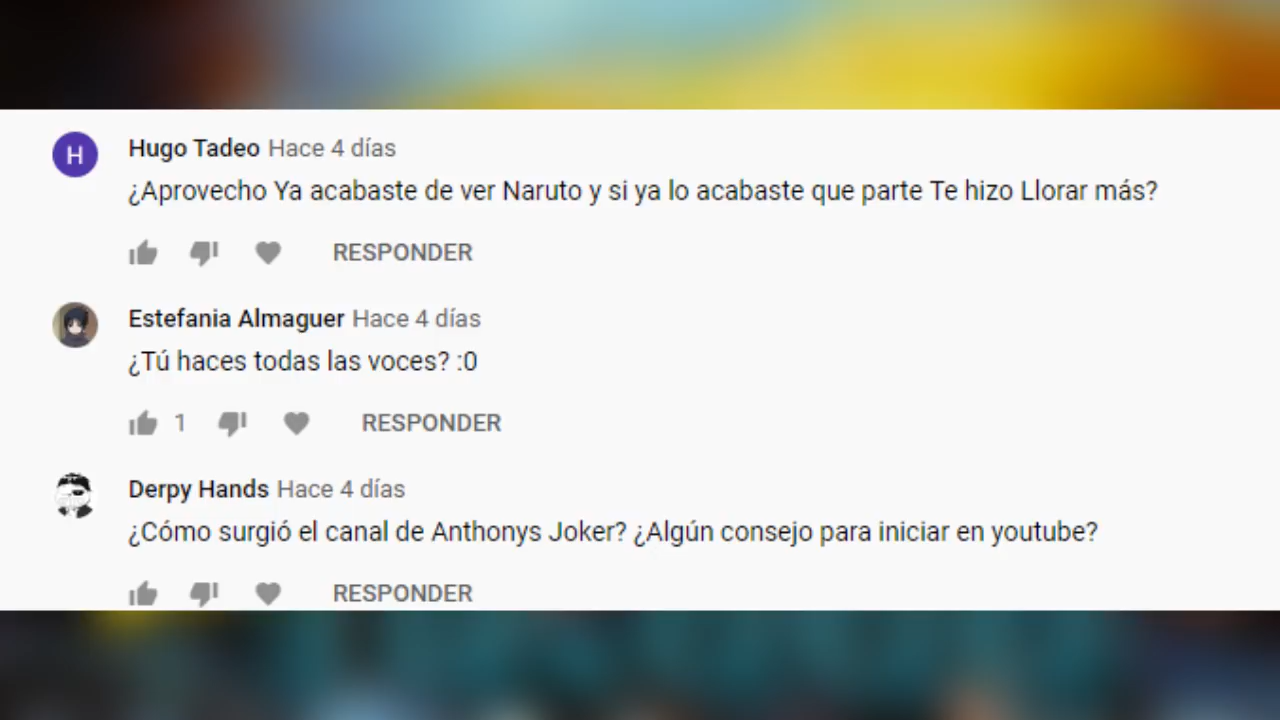 H
Hugo Tadeo Hace 4 días
¿Aprovecho Ya acabaste de ver Naruto y si ya lo acabaste que parte Te hizo Llorar más?
RESPONDER
Estefania Almaguer Hace 4 días
¿Tú haces todas las voces? :0
1 RESPONDER
Derpy Hands Hace 4 días
¿Cómo surgió el canal de Anthonys Joker? ¿Algún consejo para iniciar en youtube?
RESPONDER